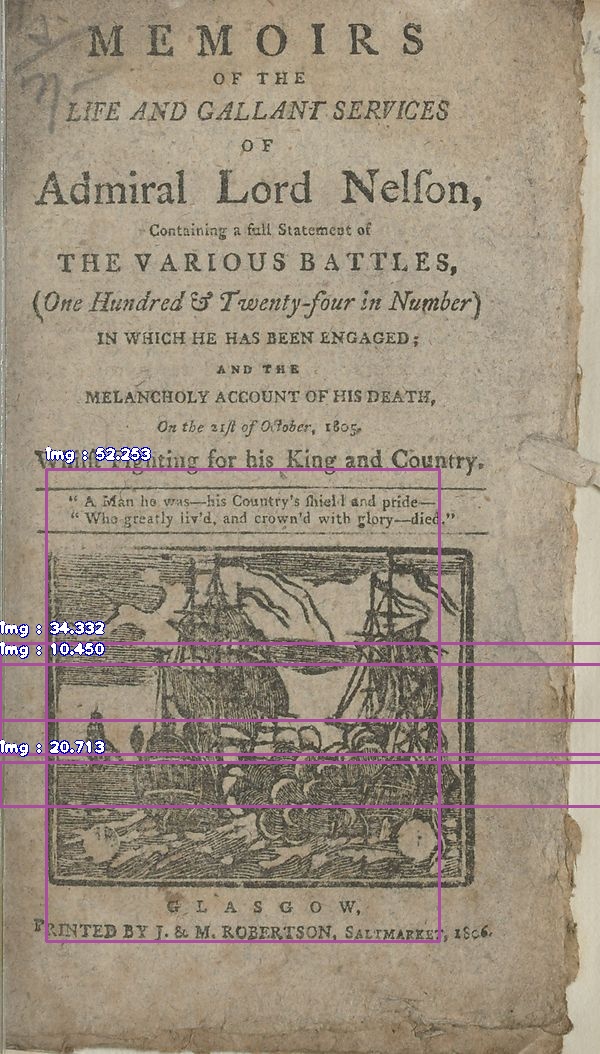 MEMOIRS
OF THE
LIFE AND GALLANT SERVICES
OF
Admiral Lord Nelſon,
Containing a full Statement of
THE VARIOUS BATTLES,
(One Hundred & Twenty-four in Number)
IN WHICH HE HAS BEEN ENGAGED;
AND THE
MELANCHOLY ACCOUNT OF HIS DEATH,
On the 21ſt of October, 1805,
Img : 52.253
Whilſt Fighting for his King and Country.
“ A Man he was—his Country's ſhield and pride—
“ Who greatly liv'd, and crown'd with glory—died.”
Img : 34.332
Img : 10.450
Img : 20.713
GLASGOW,
PRINTED BY J. & M. ROBERTSON, SALTMARKET, 1806.